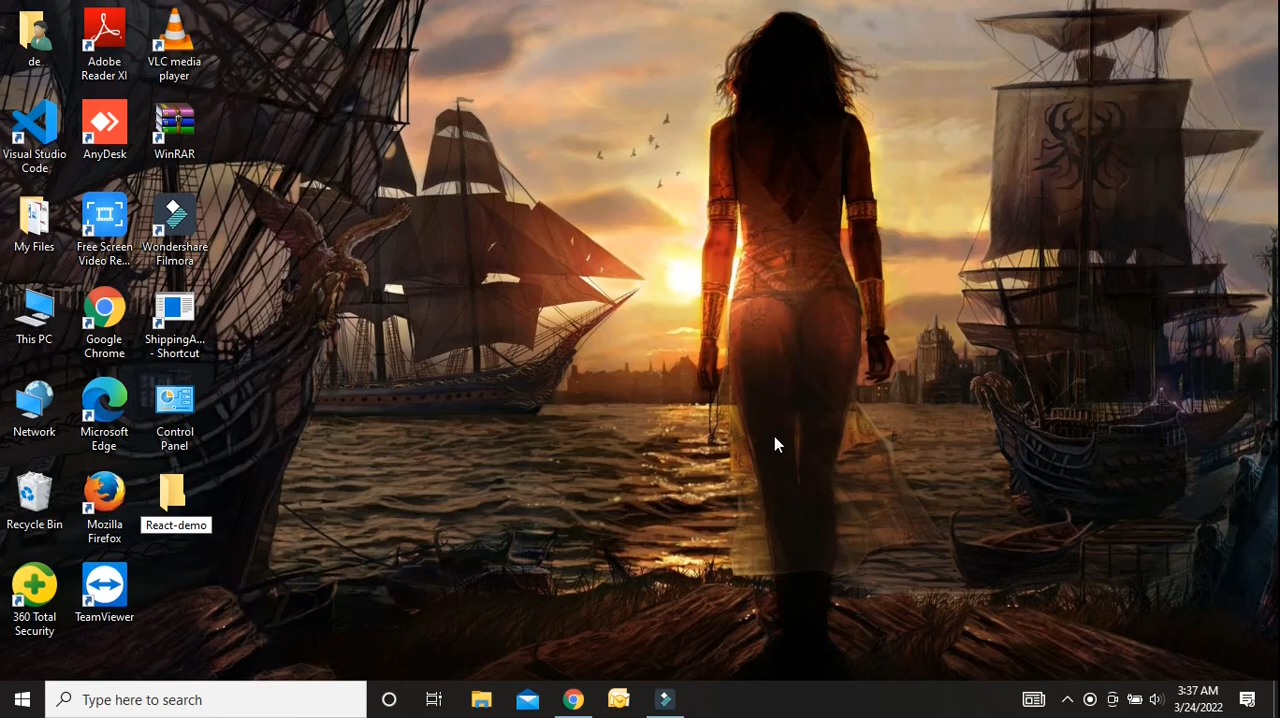 de
Adobe
Reader XI
VLC media
player
Visual Studio
Code
AnyDesk
WinRAR
My Files
Free Screen
Video Re...
Wondershare
Filmora
This PC
Google
Chrome
ShippingA...
- Shortcut
Network
Microsoft
Edge
Control
Panel
Recycle Bin
Mozilla
Firefox
React-demo
360 Total
Security
TeamViewer
Type here to search
3:37 AM
3/24/2022